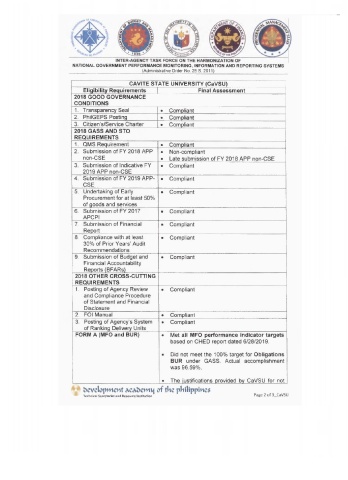 INTER-AGENCY TASK FORCE ON THE HARMONIZATION OF
NATIONAL GOVERNMENT PERFORMANCE MONITORING, INFORMATION AND REPORTING SYSTEMS
(Administrative Order No. 25 S. 2011)
CAVITE STATE UNIVERSITY (CaVSU)
Eligibility Requirements Final Assessment
2018 GOOD GOVERNANCE
CONDITIONS
1. Transparency Seal • Compliant
2. PhilGEPS Posting • Compliant
3. Citizen's/Service Charter • Compliant
2018 GASS AND STO
REQUIREMENTS
1. QMS Requirement • Compliant
2. Submission of FY 2018 APP • Non-compliant
non-CSE • Late submission of FY 2018 APP non-CSE
3. Submission of Indicative FY • Compliant
2019 APP non-CSE
4. Submission of FY 2019 APP- • Compliant
CSE
5. Undertaking of Early • Compliant
Procurement for at least 50%
of goods and services
6. Submission of FY 2017 • Compliant
APCPI
7. Submission of Financial • Compliant
Report
8. Compliance with at least • Compliant
30% of Prior Years' Audit
Recommendations
9. Submission of Budget and • Compliant
Financial Accountability
Reports (BFARs)
2018 OTHER CROSS-CUTTING
REQUIREMENTS
1. Posting of Agency Review • Compliant
and Compliance Procedure
of Statement and Financial
Disclosure
2. FOI Manual • Compliant
3. Posting of Agency's System • Compliant
of Ranking Delivery Units
FORM A (MFO and BUR) • Met all MFO performance indicator targets
based on CHED report dated 6/28/2019.
• Did not meet the 100% target for Obligations
BUR under GASS. Actual accomplishment
was 96.59%.
• The justifications provided by CaVSU for not
development academy of the philippines
Technical Secretariat and Resource Institution Page 2 of 3_CaVSU